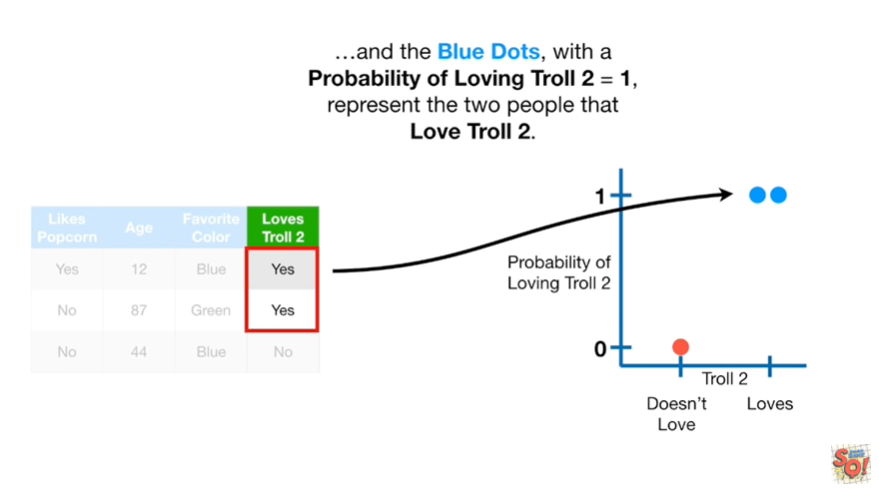 …and the Blue Dots, with a
Probability of Loving Troll 2 = 1,
represent the two people that
Love Troll 2.
Likes Popcorn Age Favorite Color Loves Troll 2
Yes 12 Blue Yes
No 87 Green Yes
No 44 Blue No
1
Probability of
Loving Troll 2
0
Troll 2
Doesn't Love
Loves